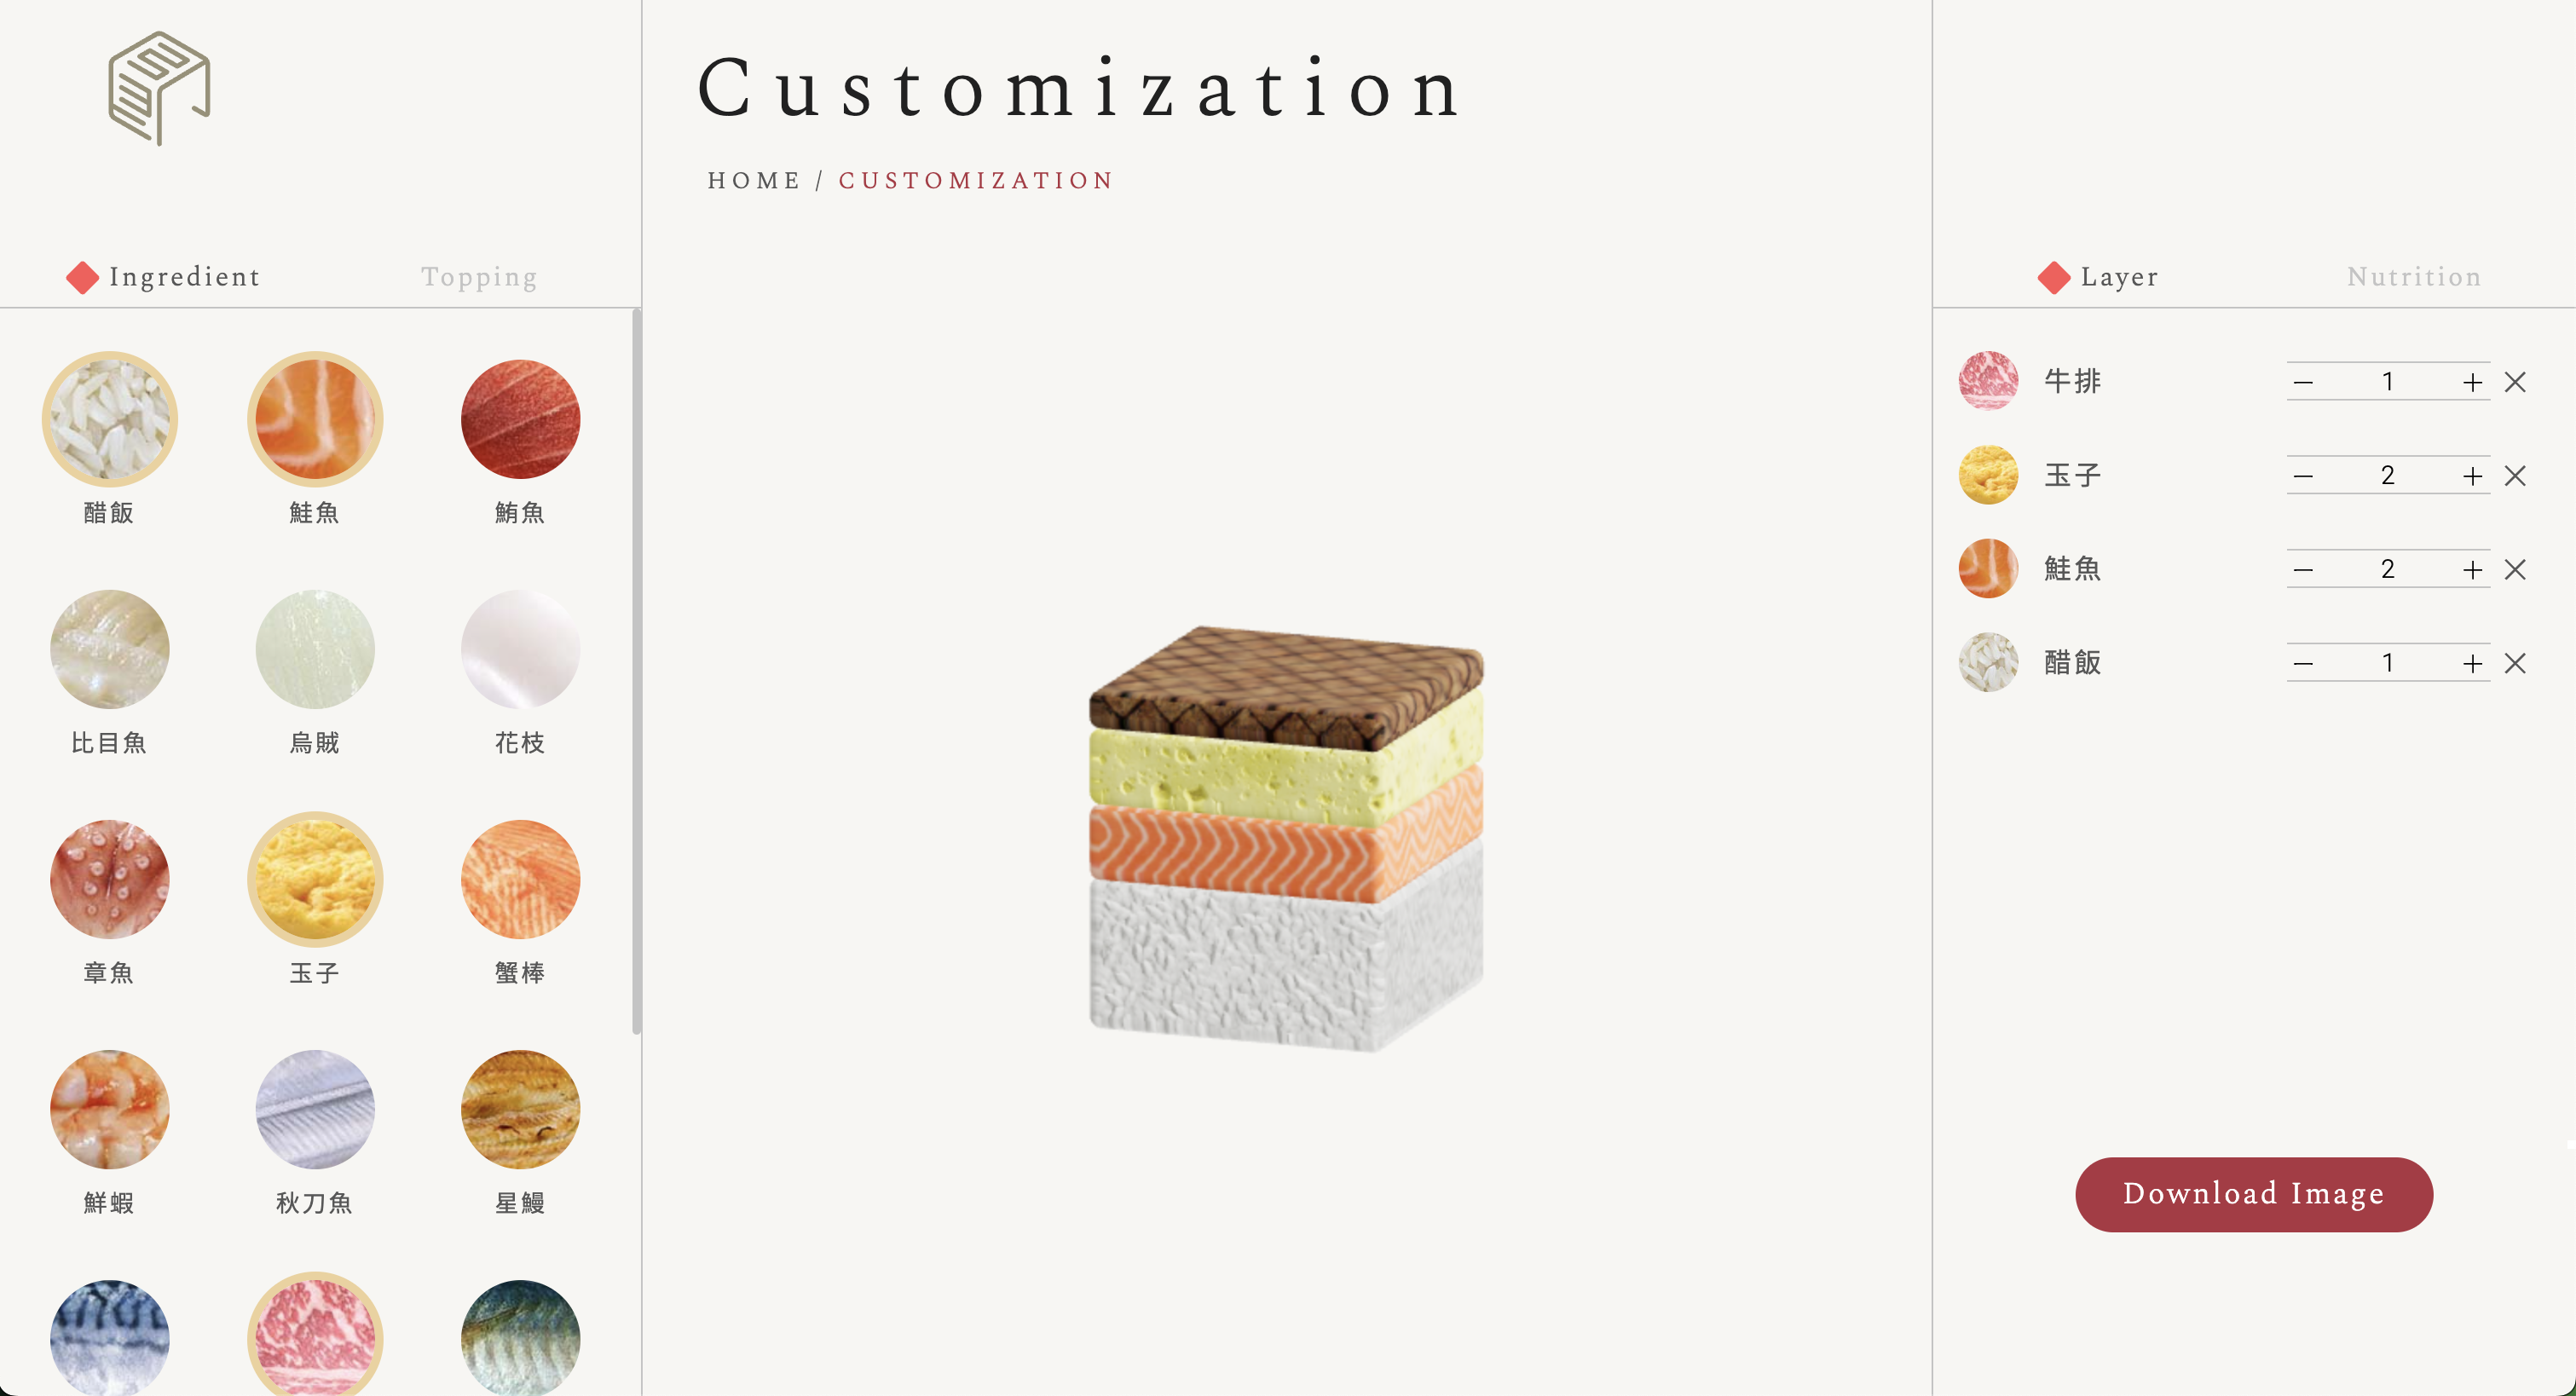 Customization
HOME / CUSTOMIZATION
Ingredient
Topping
醋飯
鮭魚
鮪魚
比目魚
烏賊
花枝
章魚
玉子
蟹棒
鮮蝦
秋刀魚
星鰻
Layer
Nutrition
牛排
− 1 + ×
玉子
− 2 + ×
鮭魚
− 2 + ×
醋飯
− 1 + ×
Download Image